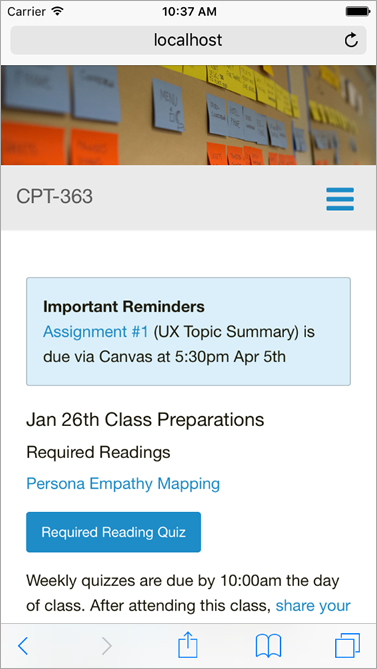 Carrier 10:37 AM
localhost
MENU
CPT-363
Important Reminders
Assignment #1 (UX Topic Summary) is
due via Canvas at 5:30pm Apr 5th
Jan 26th Class Preparations
Required Readings
Persona Empathy Mapping
Required Reading Quiz
Weekly quizzes are due by 10:00am the day
of class. After attending this class, share your